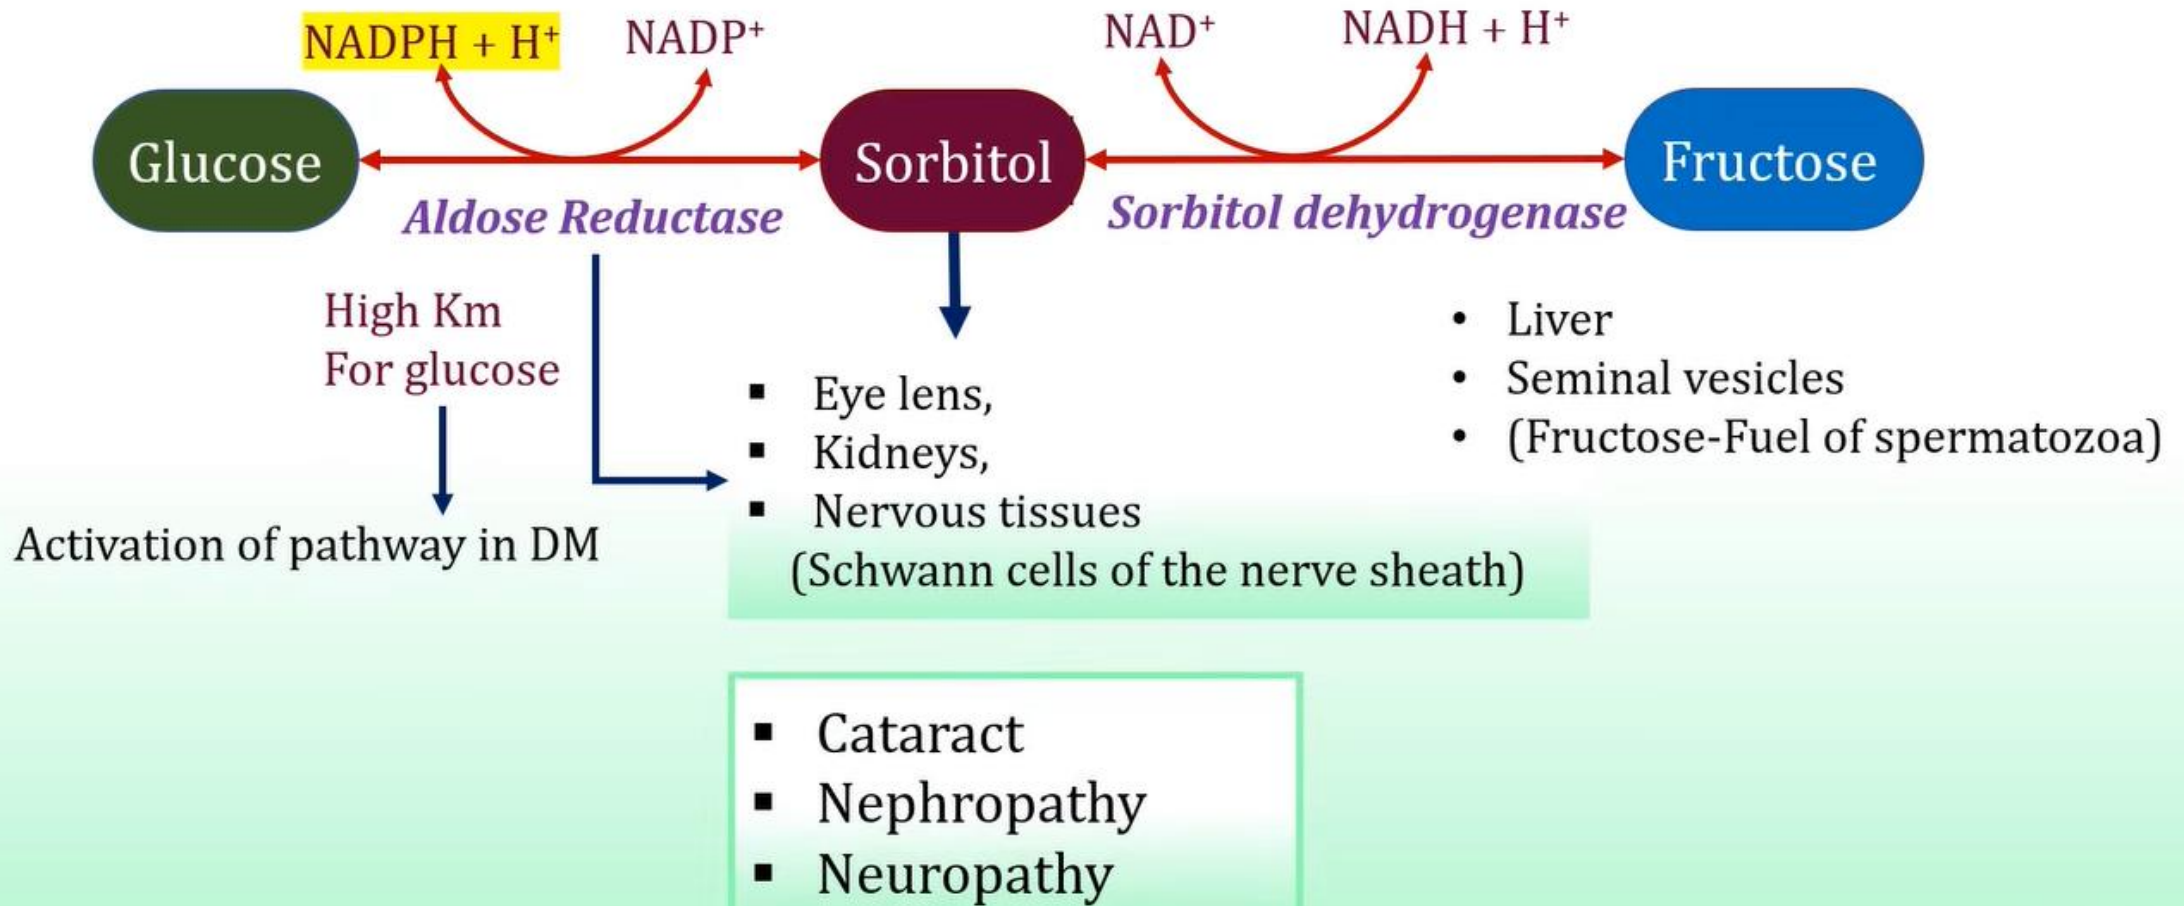 NADPH + H⁺
NADP⁺
NAD⁺
NADH + H⁺
Glucose
Sorbitol
Fructose
Aldose Reductase
Sorbitol dehydrogenase
High Km
For glucose
Activation of pathway in DM
▪ Eye lens,
▪ Kidneys,
▪ Nervous tissues
(Schwann cells of the nerve sheath)
• Liver
• Seminal vesicles
• (Fructose-Fuel of spermatozoa)
▪ Cataract
▪ Nephropathy
▪ Neuropathy